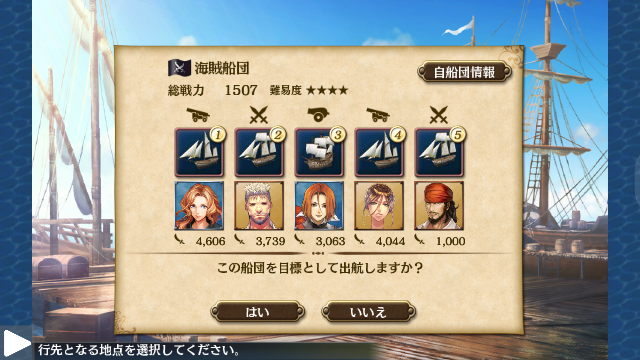 海賊船団
自船団情報
総戦力 1507 難易度 ★★★★
1 2 3 4 5
4,606 3,739 3,063 4,044 1,000
この船団を目標として出航しますか？
はい いいえ
行先となる地点を選択してください。